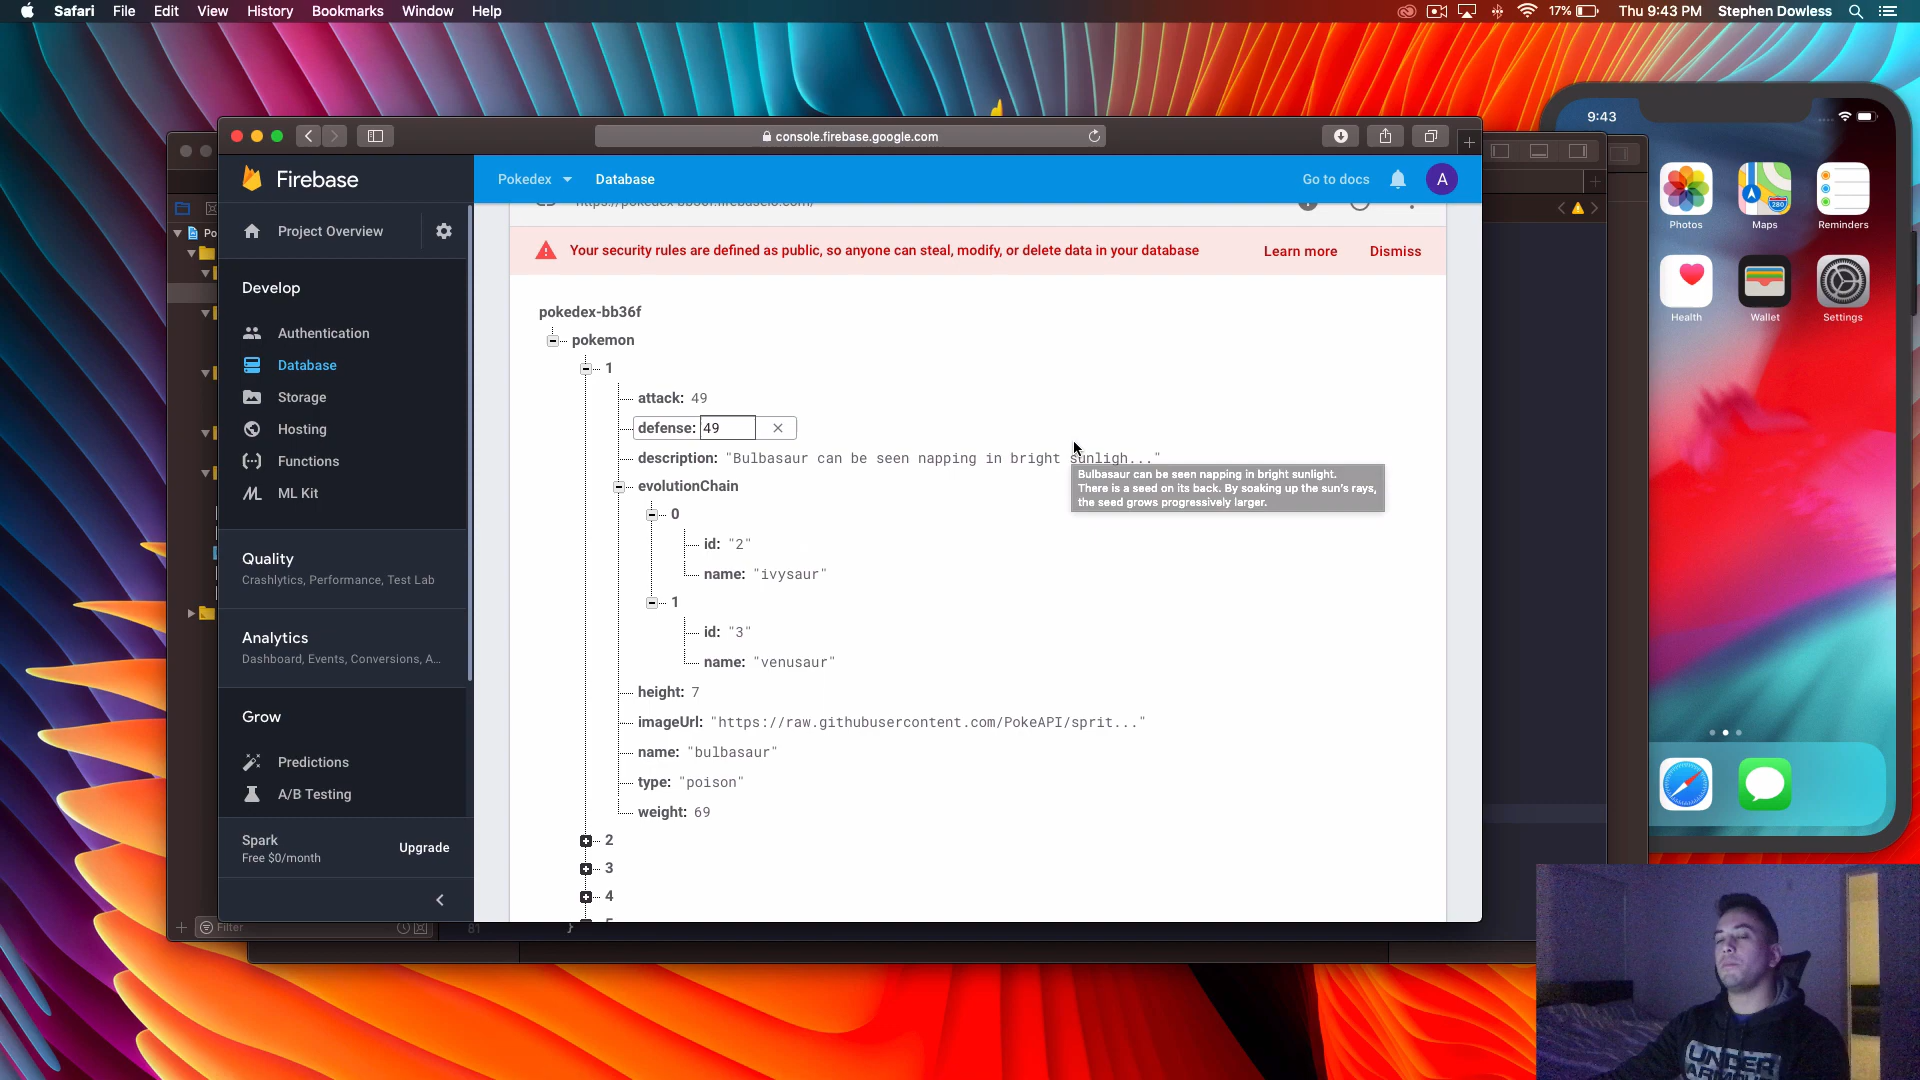 Safari File Edit View History Bookmarks Window Help
17% Thu 9:43 PM Stephen Dowless
console.firebase.google.com
9:43
Firebase
Pokedex Database
Go to docs
A
Project Overview
Your security rules are defined as public, so anyone can steal, modify, or delete data in your database
Learn more Dismiss
Develop
Authentication
Database
Storage
Hosting
Functions
ML Kit
Quality
Crashlytics, Performance, Test Lab
Analytics
Dashboard, Events, Conversions, A...
Grow
Predictions
A/B Testing
Spark
Free $0/month
Upgrade
pokedex-bb36f
pokemon
1
attack: 49
defense: 49
description: "Bulbasaur can be seen napping in bright sunligh..."
Bulbasaur can be seen napping in bright sunlight.
There is a seed on its back. By soaking up the sun's rays,
the seed grows progressively larger.
evolutionChain
0
id: "2"
name: "ivysaur"
1
id: "3"
name: "venusaur"
height: 7
imageUrl: "https://raw.githubusercontent.com/PokeAPI/sprit..."
name: "bulbasaur"
type: "poison"
weight: 69
2
3
4
Po
Filter
81 }
Photos Maps Reminders
280
Health Wallet Settings
UNDER